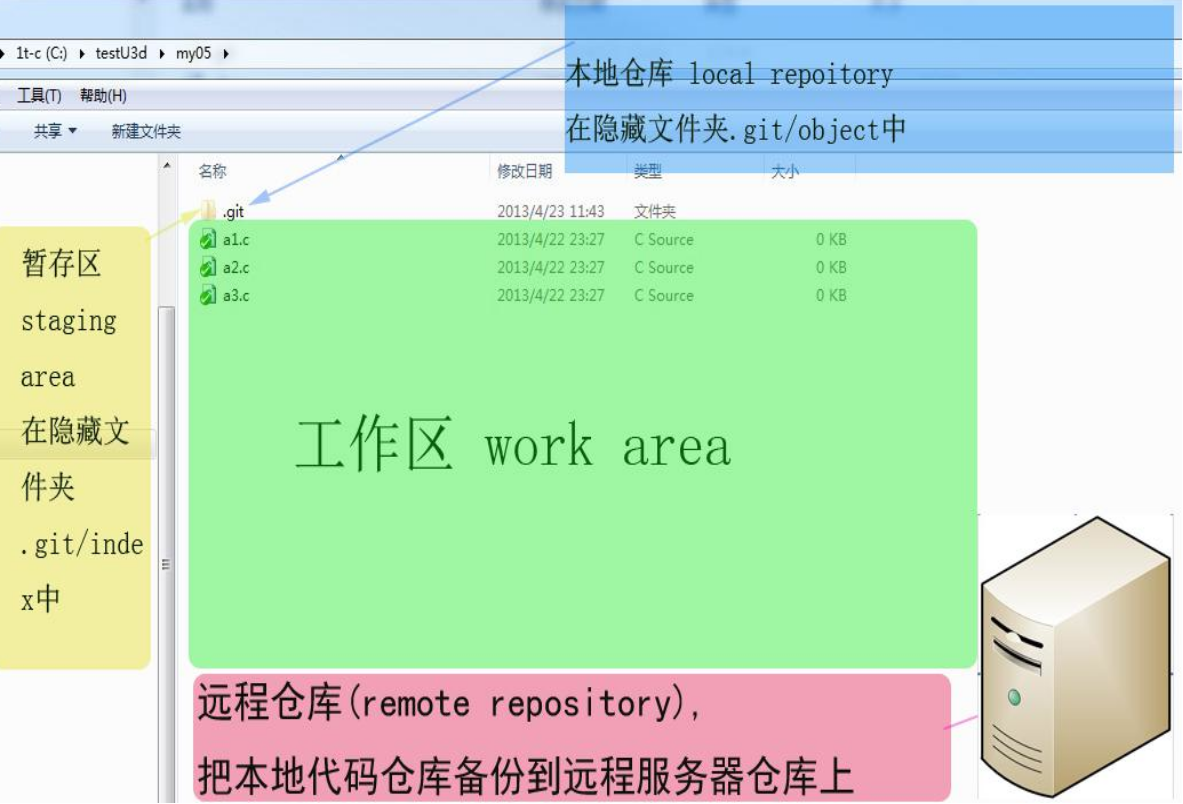 1t-c (C:) ▸ testU3d ▸ my05 ▸
本地仓库 local repoitory
工具(T) 帮助(H)
共享 新建文件夹
在隐藏文件夹.git/object中
名称 修改日期 类型 大小
.git 2013/4/23 11:43 文件夹
a1.c 2013/4/22 23:27 C Source 0 KB
a2.c 2013/4/22 23:27 C Source 0 KB
a3.c 2013/4/22 23:27 C Source 0 KB
暂存区
staging
area
在隐藏文
件夹
.git/inde
x中
工作区 work area
远程仓库(remote repository),
把本地代码仓库备份到远程服务器仓库上